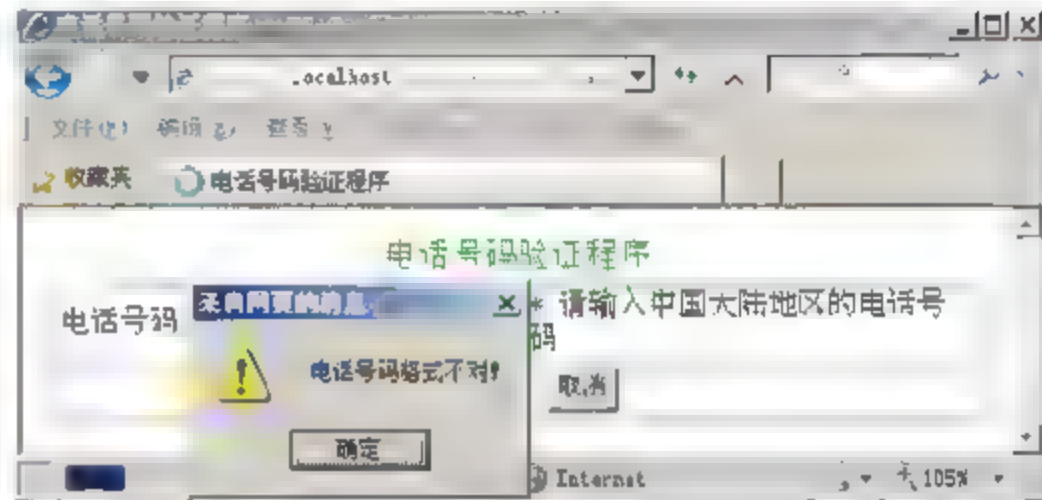 localhost
文件(F) 编辑(E) 查看(V)
收藏夹 电话号码验证程序
电话号码验证程序
来自网页的消息
电话号码 * 请输入中国大陆地区的电话号
码
电话号码格式不对!
取消
确定
Internet 105%